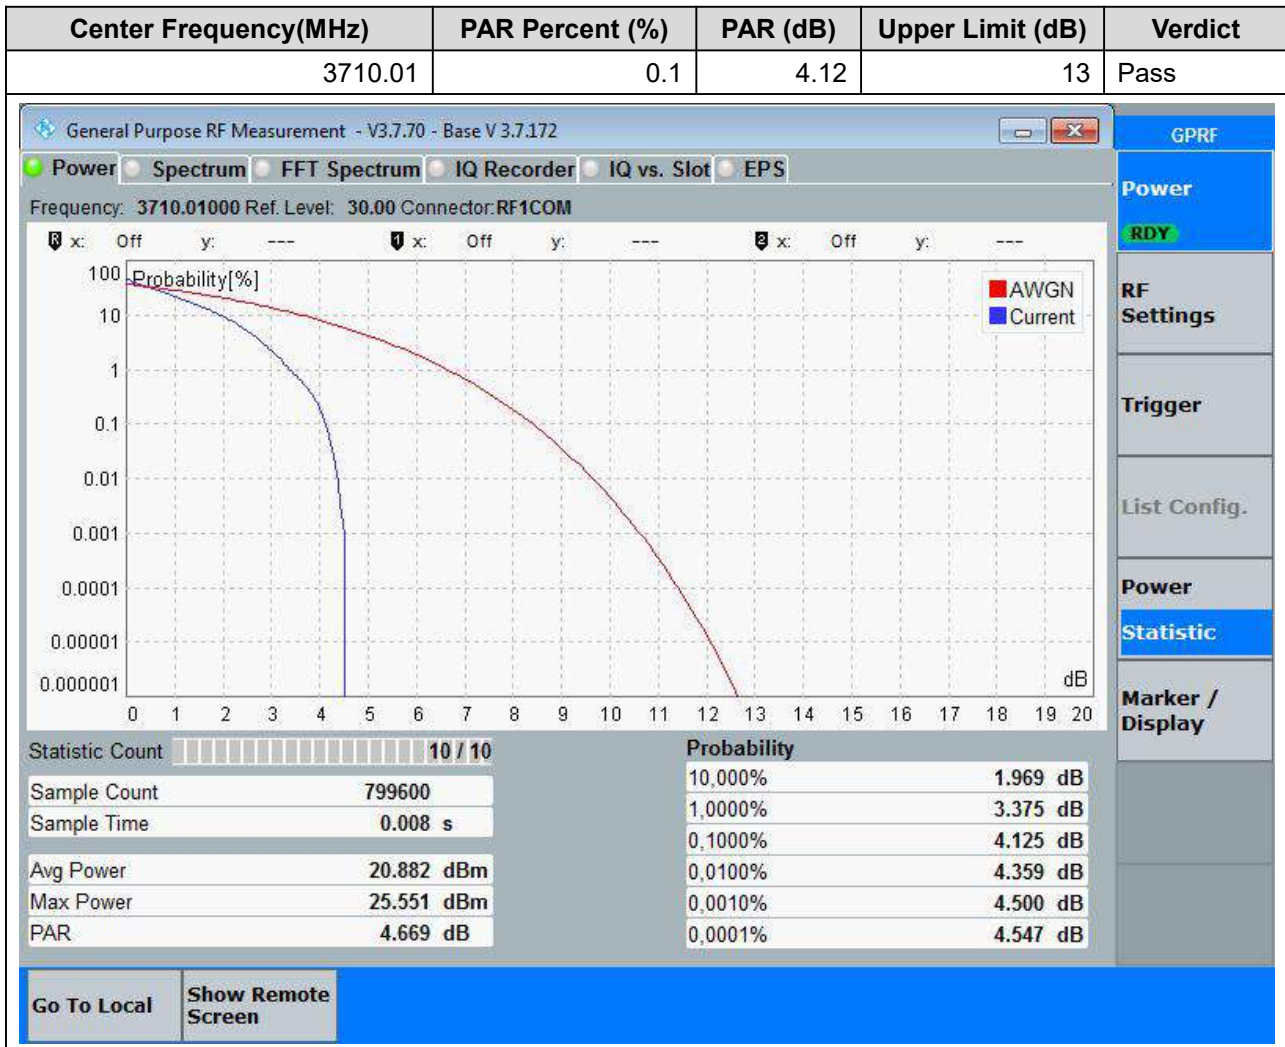 Center Frequency(MHz) PAR Percent (%) PAR (dB) Upper Limit (dB) Verdict
3710.01 0.1 4.12 13 Pass
General Purpose RF Measurement - V3.7.70 - Base V 3.7.172
GPRF
Power Spectrum FFT Spectrum IQ Recorder IQ vs. Slot EPS
Frequency: 3710.01000 Ref. Level: 30.00 Connector: RF1COM
R x: Off y: --- 1 x: Off y: --- 2 x: Off y: ---
Probability[%]
100
10
1
0.1
0.01
0.001
0.0001
0.00001
0.000001
AWGN
Current
dB
0 1 2 3 4 5 6 7 8 9 10 11 12 13 14 15 16 17 18 19 20
Statistic Count 10 / 10
Sample Count 799600
Sample Time 0.008 s
Avg Power 20.882 dBm
Max Power 25.551 dBm
PAR 4.669 dB
Probability
10,000% 1.969 dB
1,0000% 3.375 dB
0,1000% 4.125 dB
0,0100% 4.359 dB
0,0010% 4.500 dB
0,0001% 4.547 dB
Power
RDY
RF
Settings
Trigger
List Config.
Power
Statistic
Marker /
Display
Go To Local
Show Remote
Screen